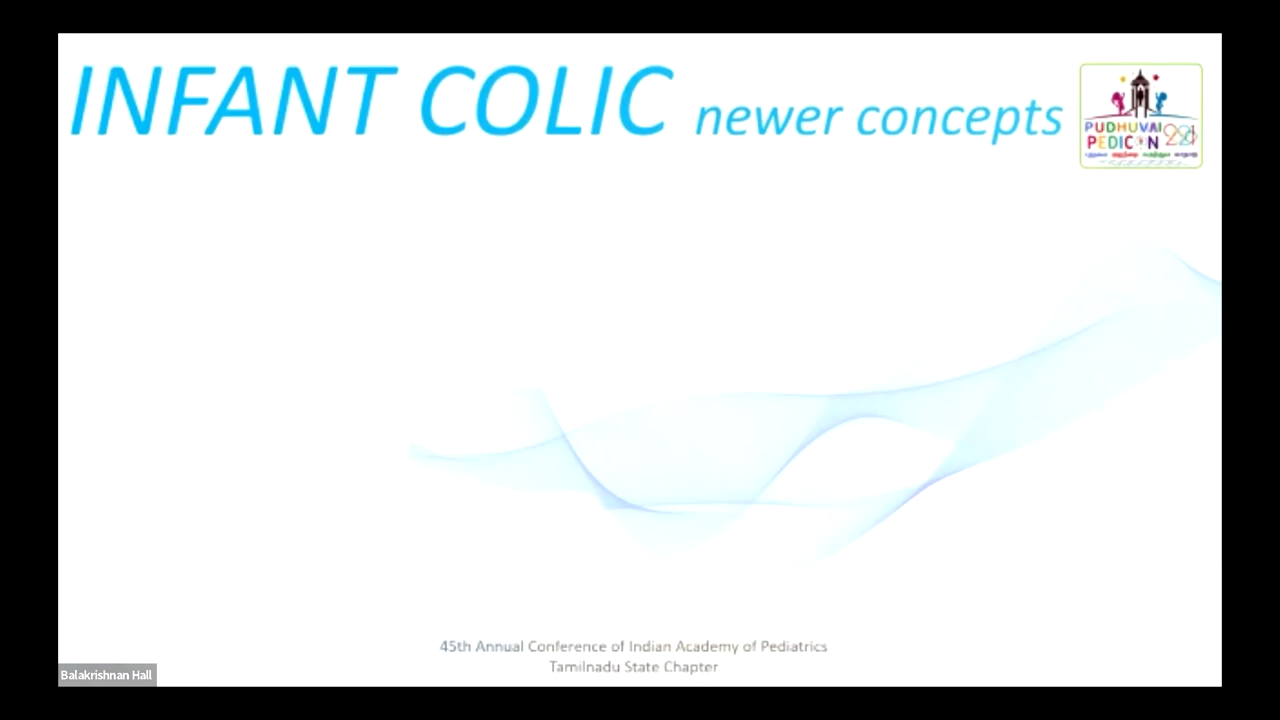 INFANT COLIC newer concepts
PUDHUVAI
PEDICON
45th Annual Conference of Indian Academy of Pediatrics
Tamilnadu State Chapter
Balakrishnan Hall